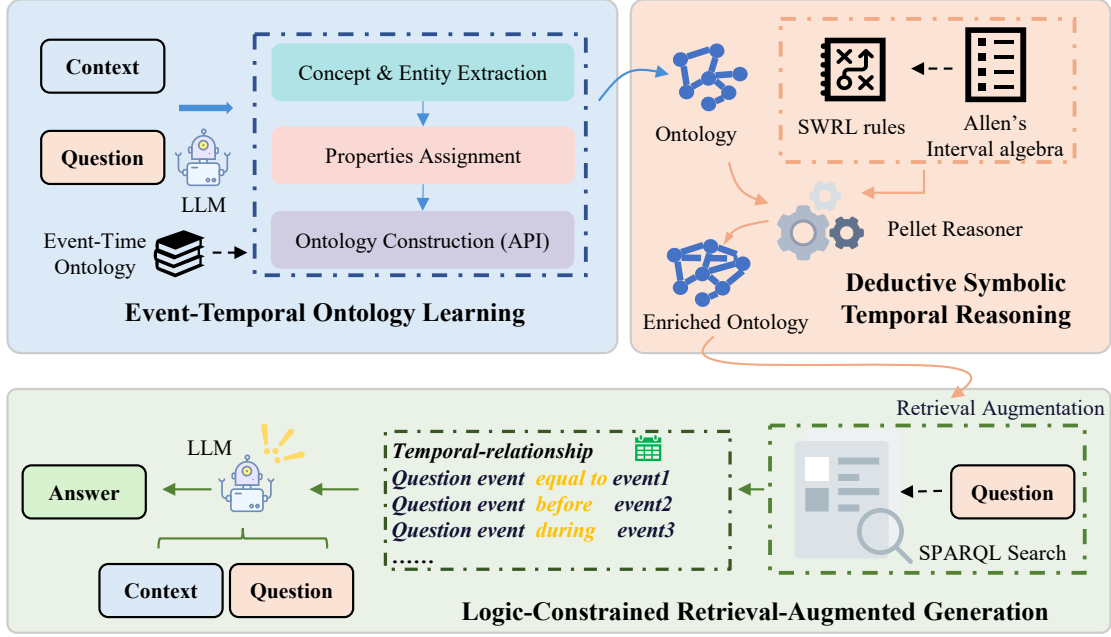 Context
Question
LLM
Event-Time
Ontology
Concept & Entity Extraction
Properties Assignment
Ontology Construction (API)
Event-Temporal Ontology Learning
Ontology
SWRL rules
Allen's
Interval algebra
Pellet Reasoner
Enriched Ontology
Deductive Symbolic
Temporal Reasoning
Retrieval Augmentation
Question
SPARQL Search
Temporal-relationship
Question event equal to event1
Question event before event2
Question event during event3
......
LLM
Answer
Context
Question
Logic-Constrained Retrieval-Augmented Generation